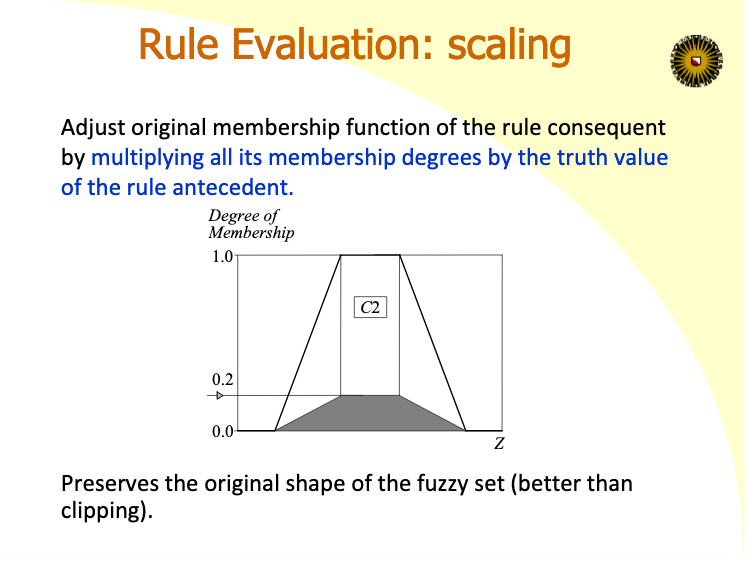 Rule Evaluation: scaling
Adjust original membership function of the rule consequent
by multiplying all its membership degrees by the truth value
of the rule antecedent.
Degree of
Membership
1.0
C2
0.2
0.0
Z
Preserves the original shape of the fuzzy set (better than
clipping).